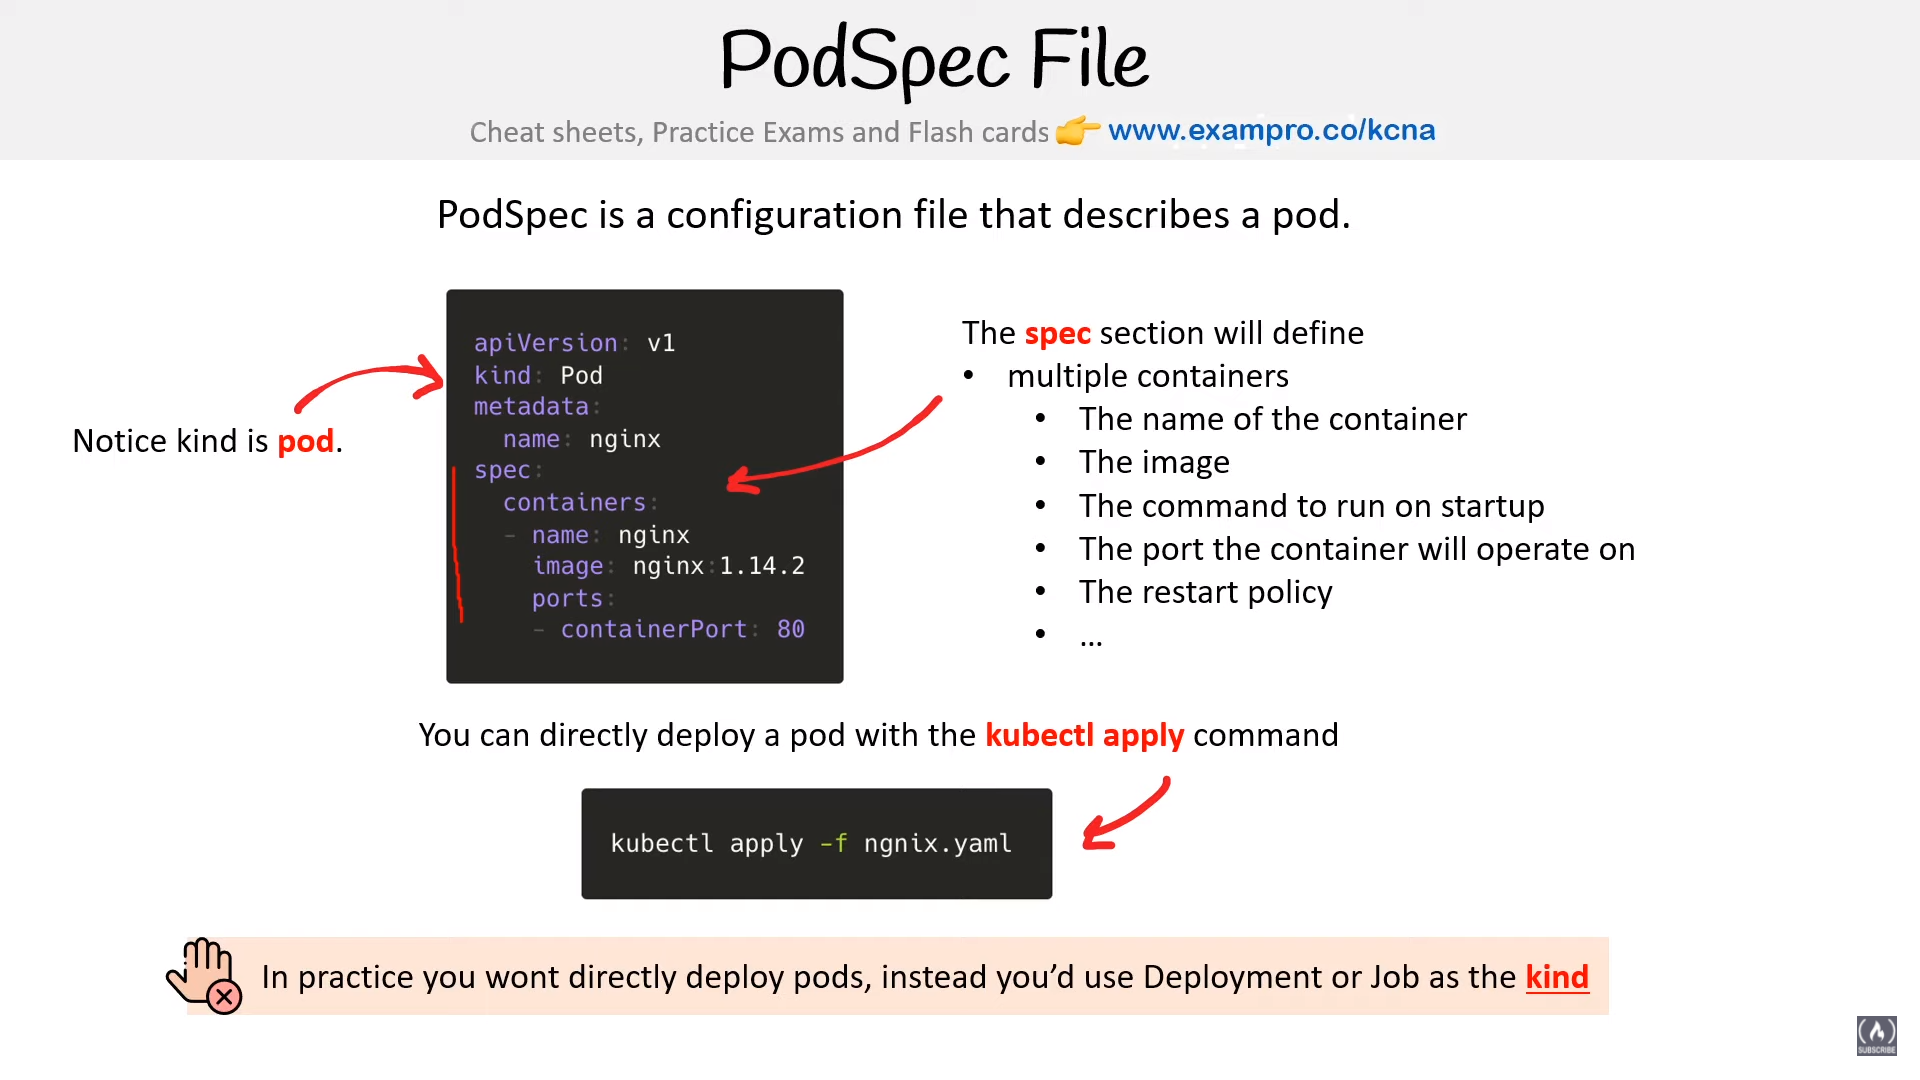 PodSpec File
Cheat sheets, Practice Exams and Flash cards 👉 www.exampro.co/kcna
PodSpec is a configuration file that describes a pod.
Notice kind is pod.
apiVersion: v1
kind: Pod
metadata:
  name: nginx
spec:
  containers:
  - name: nginx
    image: nginx:1.14.2
    ports:
    - containerPort: 80
The spec section will define
• multiple containers
• The name of the container
• The image
• The command to run on startup
• The port the container will operate on
• The restart policy
• ...
You can directly deploy a pod with the kubectl apply command
kubectl apply -f ngnix.yaml
In practice you wont directly deploy pods, instead you’d use Deployment or Job as the kind
SUBSCRIBE